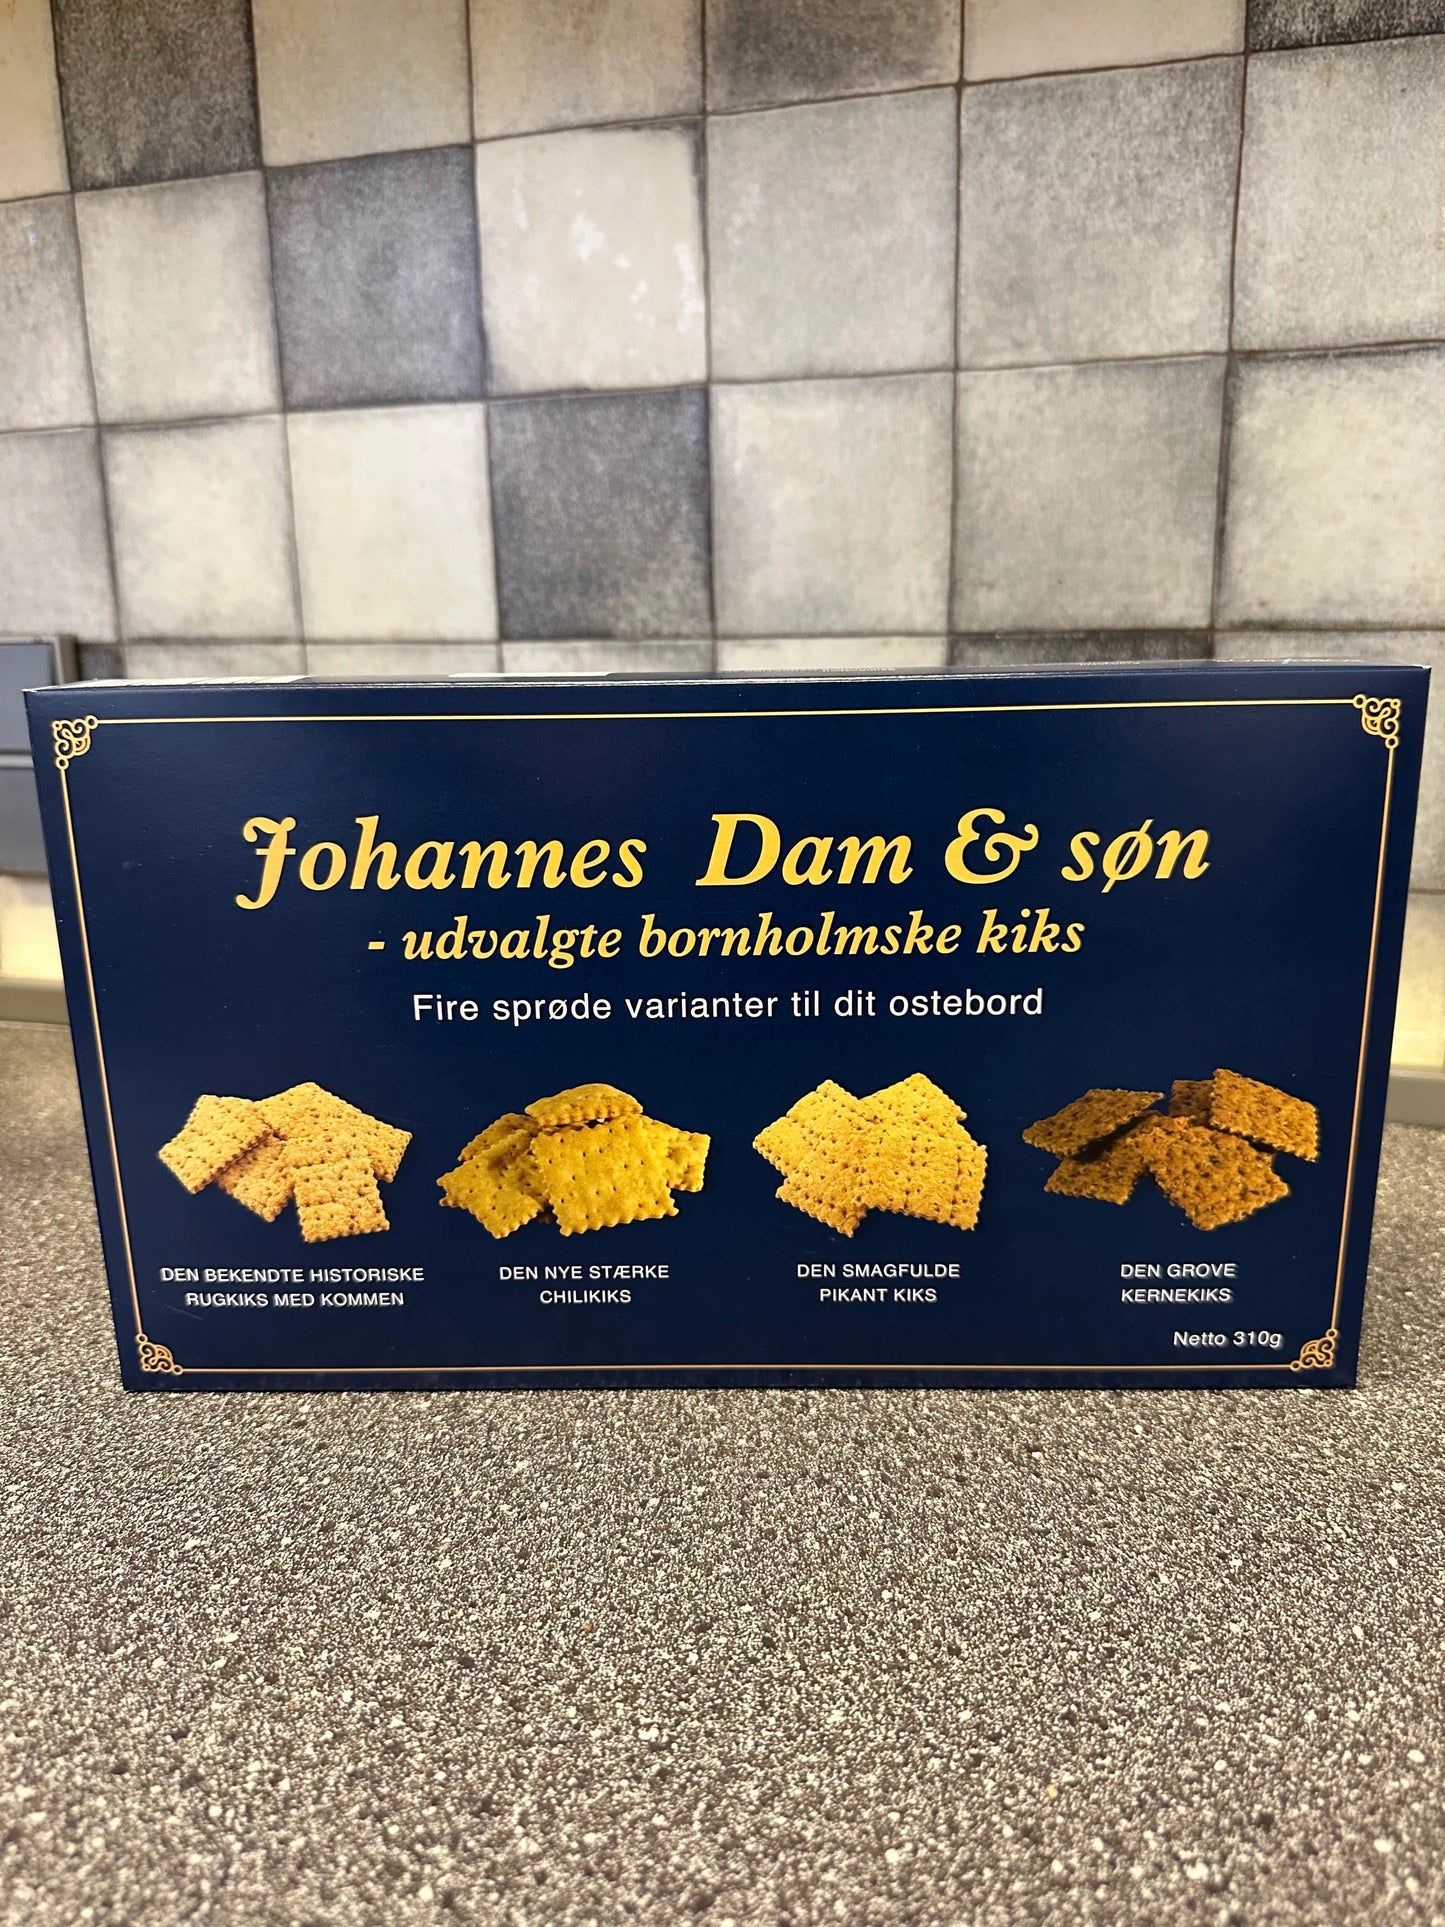 Johannes Dam & søn
- udvalgte bornholmske kiks
Fire sprøde varianter til dit ostebord
DEN BEKENDTE HISTORISKE
RUGKIKS MED KOMMEN
DEN NYE STÆRKE
CHILIKIKS
DEN SMAGFULDE
PIKANT KIKS
DEN GROVE
KERNEKIKS
Netto 310g